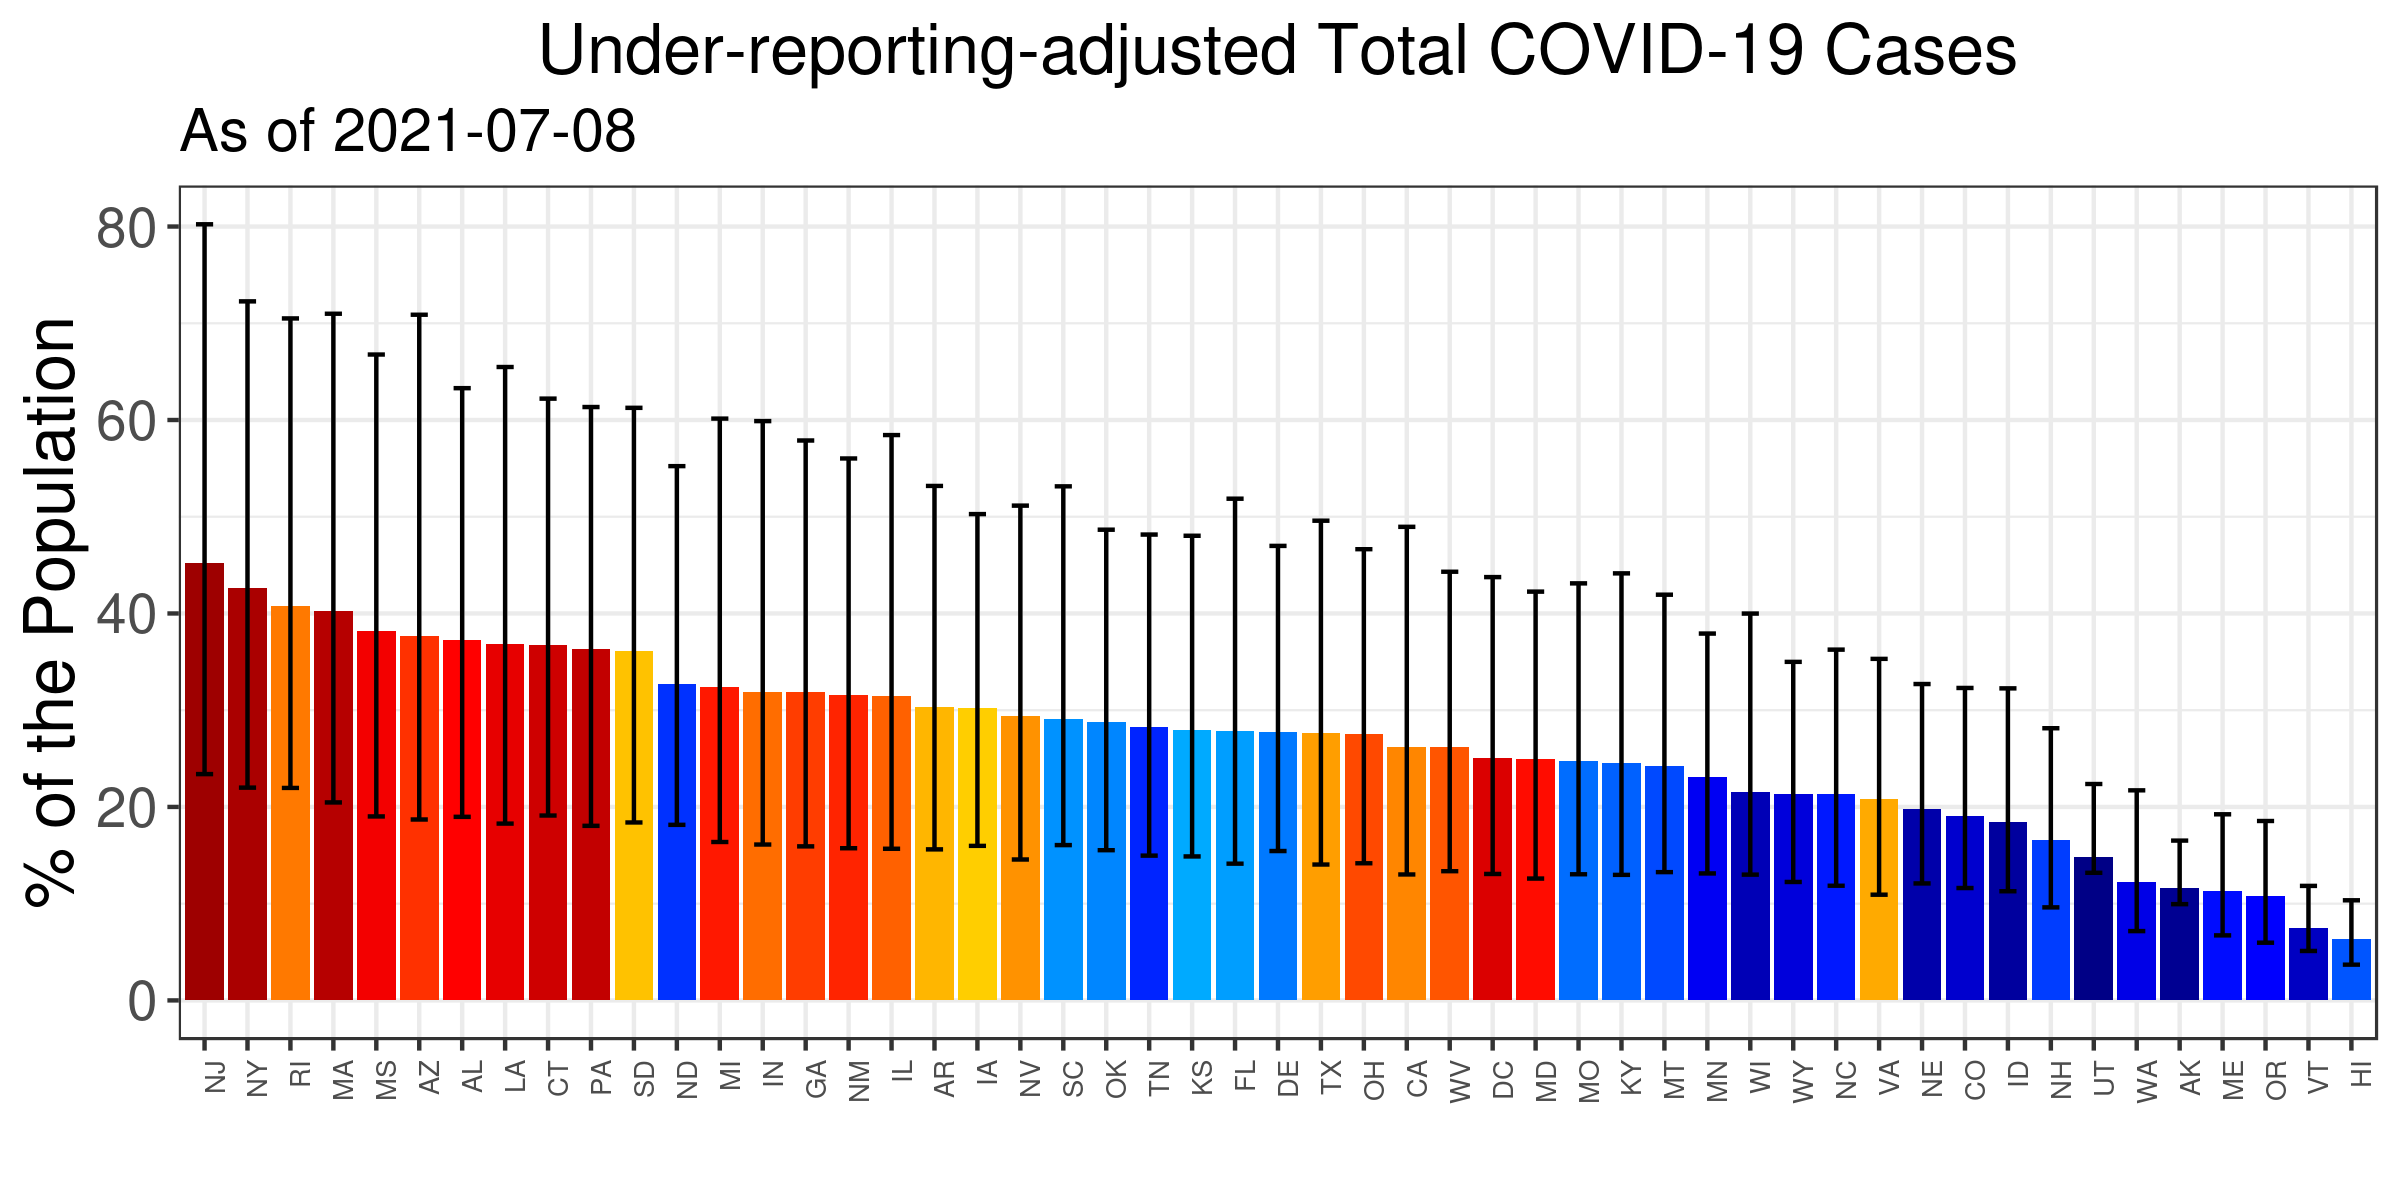 Under-reporting-adjusted Total COVID-19 Cases
As of 2021-07-08
% of the Population
80
60
40
20
0
NJ NY RI MA MS AZ AL LA CT PA SD ND MI IN GA NM IL AR IA NV SC OK TN KS FL DE TX OH CA WV DC MD MO KY MT MN WI WY NC VA NE CO ID NH UT WA AK ME OR VT HI